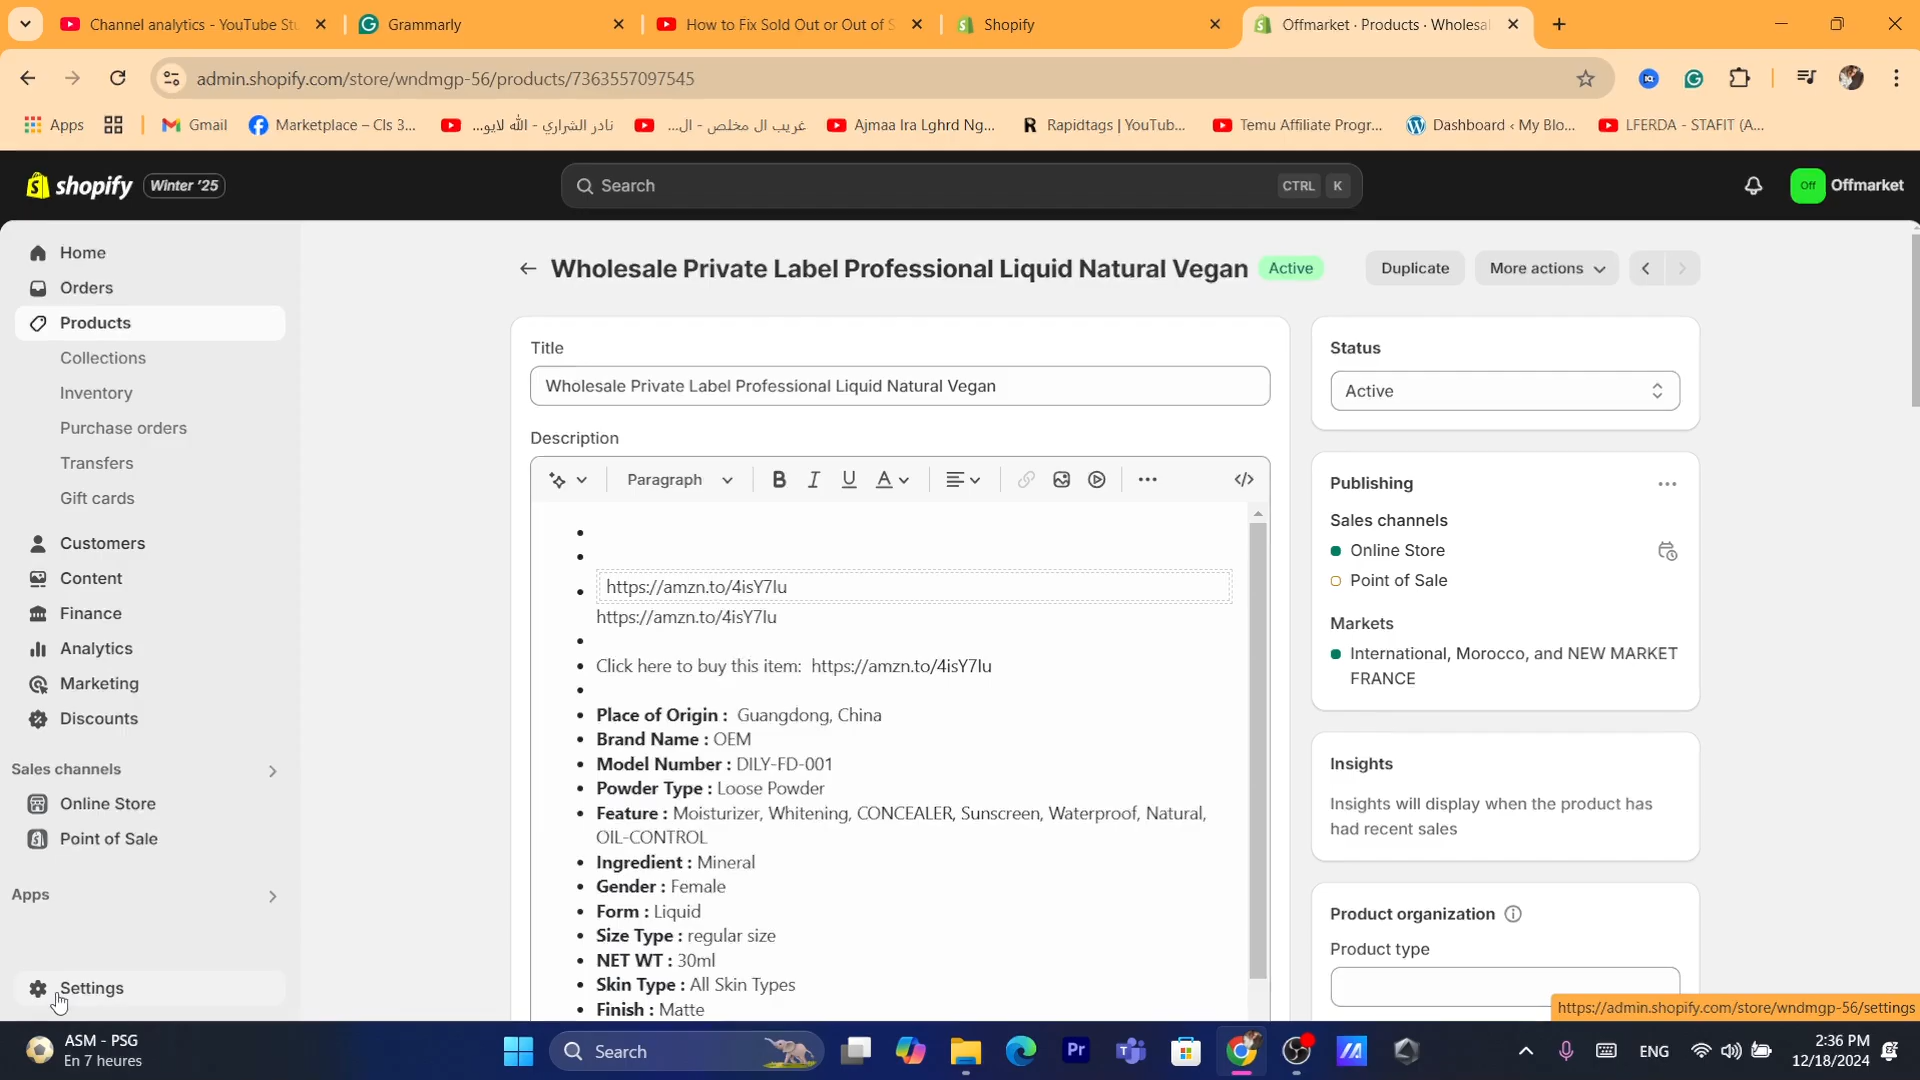 Channel analytics - YouTube Stu
Grammarly
How to Fix Sold Out or Out of S
Shopify
Offmarket · Products · Wholesal
admin.shopify.com/store/wndmgp-56/products/7363557097545
Apps
Gmail
Marketplace – Cls 3...
نادر الشراري - الله لايو...
غريب ال مخلص - ال...
Ajmaa Ira Lghrd Ng...
Rapidtags | YouTub...
Temu Affiliate Progr...
Dashboard ‹ My Blo...
LFERDA - STAFIT (A...
shopify
Winter '25
Search
CTRL K
Off
Offmarket
Home
Orders
Products
Collections
Inventory
Purchase orders
Transfers
Gift cards
Customers
Content
Finance
Analytics
Marketing
Discounts
Sales channels
Online Store
Point of Sale
Apps
Settings
Wholesale Private Label Professional Liquid Natural Vegan
Active
Duplicate
More actions
Title
Wholesale Private Label Professional Liquid Natural Vegan
Description
Paragraph
https://amzn.to/4isY7lu
https://amzn.to/4isY7lu
Click here to buy this item: https://amzn.to/4isY7lu
Place of Origin : Guangdong, China
Brand Name : OEM
Model Number : DILY-FD-001
Powder Type : Loose Powder
Feature : Moisturizer, Whitening, CONCEALER, Sunscreen, Waterproof, Natural,
OIL-CONTROL
Ingredient : Mineral
Gender : Female
Form : Liquid
Size Type : regular size
NET WT : 30ml
Skin Type : All Skin Types
Finish : Matte
Status
Active
Publishing
Sales channels
Online Store
Point of Sale
Markets
International, Morocco, and NEW MARKET
FRANCE
Insights
Insights will display when the product has
had recent sales
Product organization
Product type
https://admin.shopify.com/store/wndmgp-56/settings
ASM - PSG
En 7 heures
Search
Pr
ENG
2:36 PM
12/18/2024